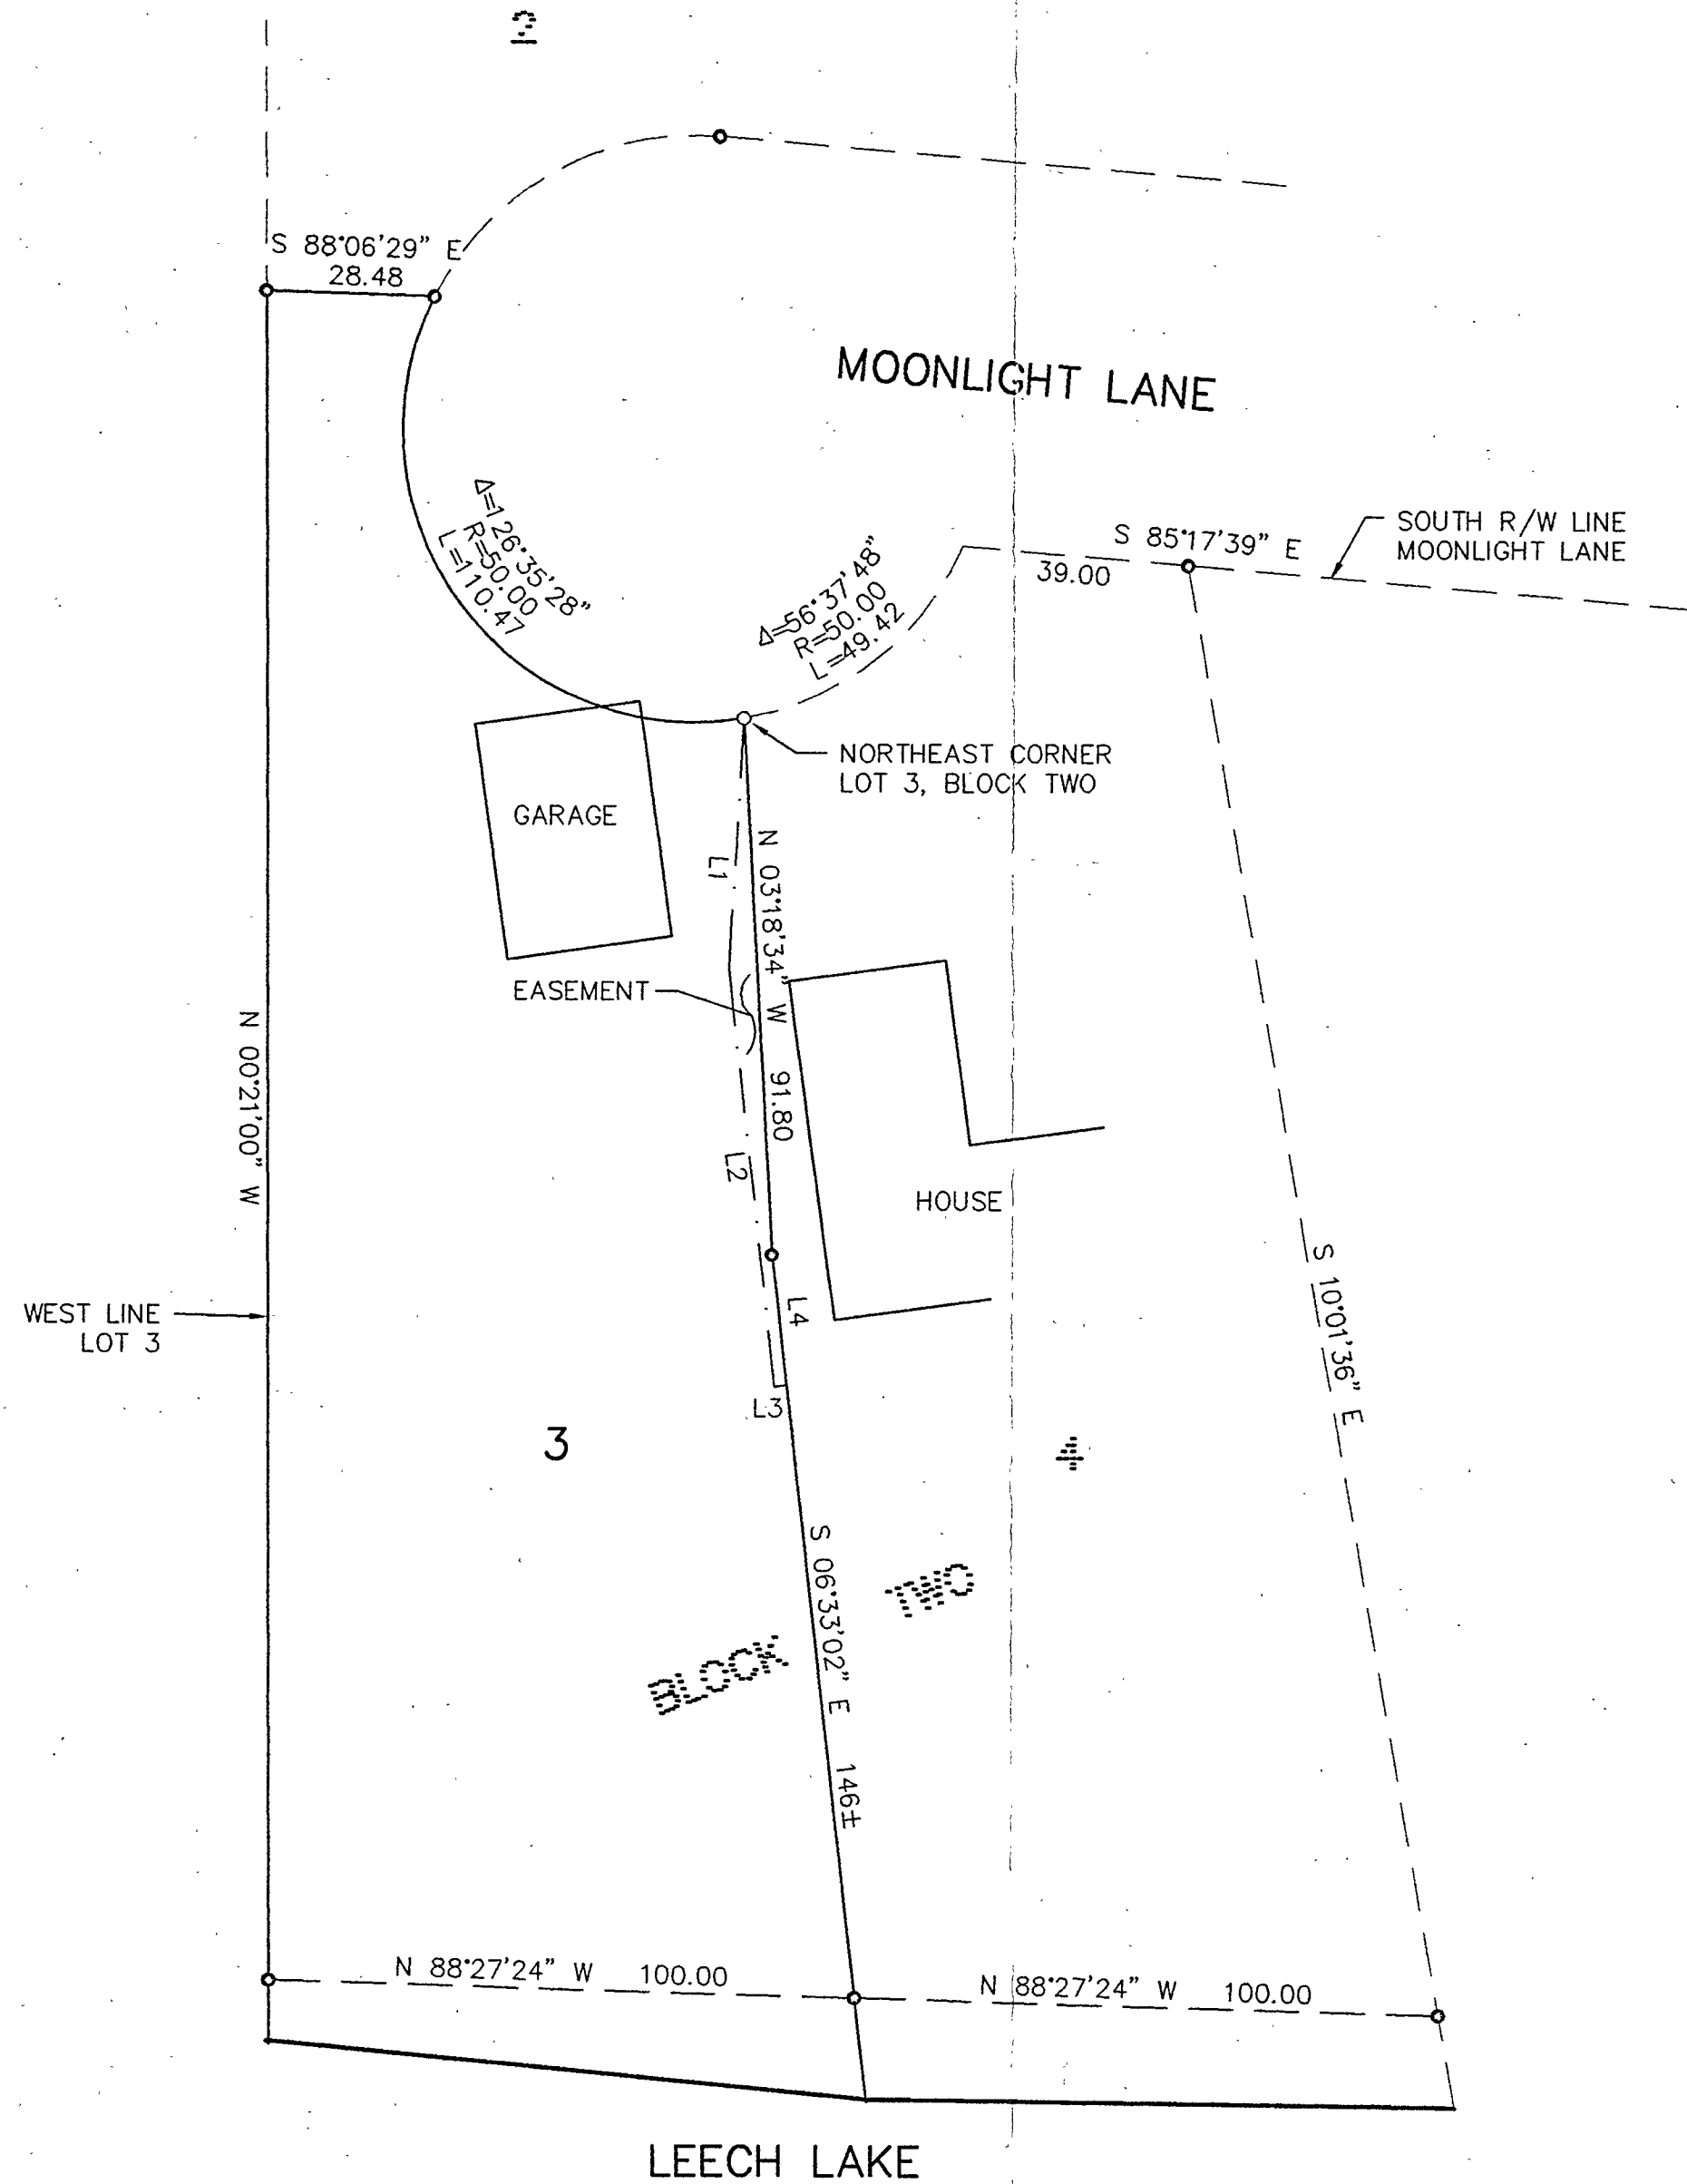 2
S 88°06'29" E
28.48
MOONLIGHT LANE
Δ=126°35'28"
R=50.00
L=110.47
Δ=56°37'48"
R=50.00
L=49.42
S 85°17'39" E
39.00
SOUTH R/W LINE
MOONLIGHT LANE
NORTHEAST CORNER
LOT 3, BLOCK TWO
GARAGE
L1
N 03°18'34" W 91.80
EASEMENT
N 00°21'00" W
L2
HOUSE
WEST LINE
LOT 3
L4
L3
S 10°01'36" E
3
4
S 06°33'02" E 146±
BLOCK TWO
N 88°27'24" W 100.00
N 88°27'24" W 100.00
LEECH LAKE